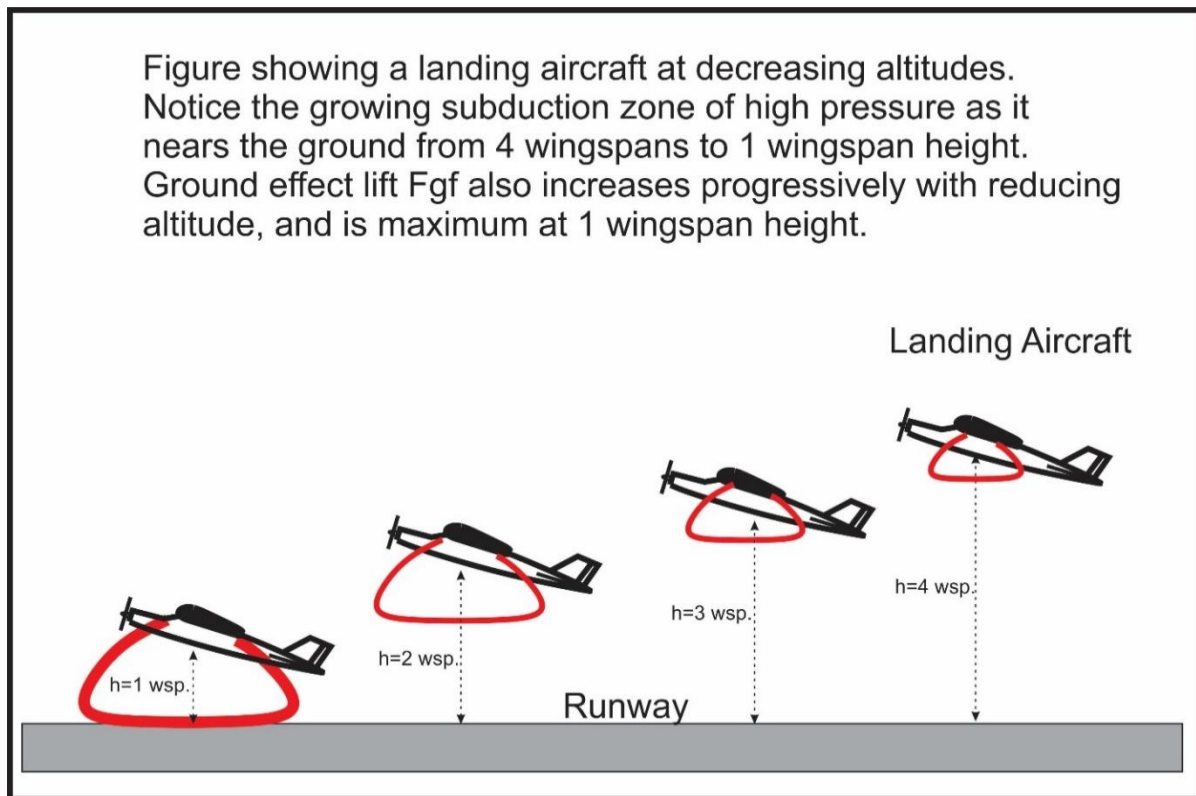 Figure showing a landing aircraft at decreasing altitudes.
Notice the growing subduction zone of high pressure as it
nears the ground from 4 wingspans to 1 wingspan height.
Ground effect lift Fgf also increases progressively with reducing
altitude, and is maximum at 1 wingspan height.
Landing Aircraft
h=4 wsp.
h=3 wsp.
h=2 wsp.
h=1 wsp.
Runway